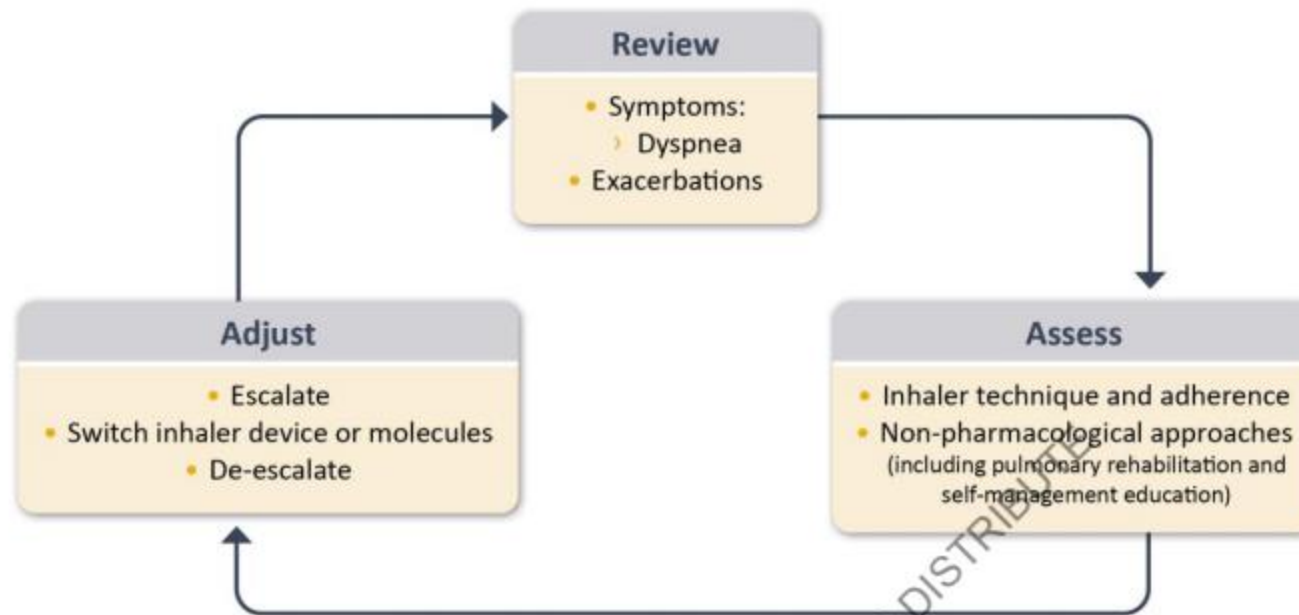 Review
• Symptoms:
› Dyspnea
• Exacerbations
Adjust
• Escalate
• Switch inhaler device or molecules
• De-escalate
Assess
• Inhaler technique and adherence
• Non-pharmacological approaches
(including pulmonary rehabilitation and
self-management education)
DISTRIBUTE